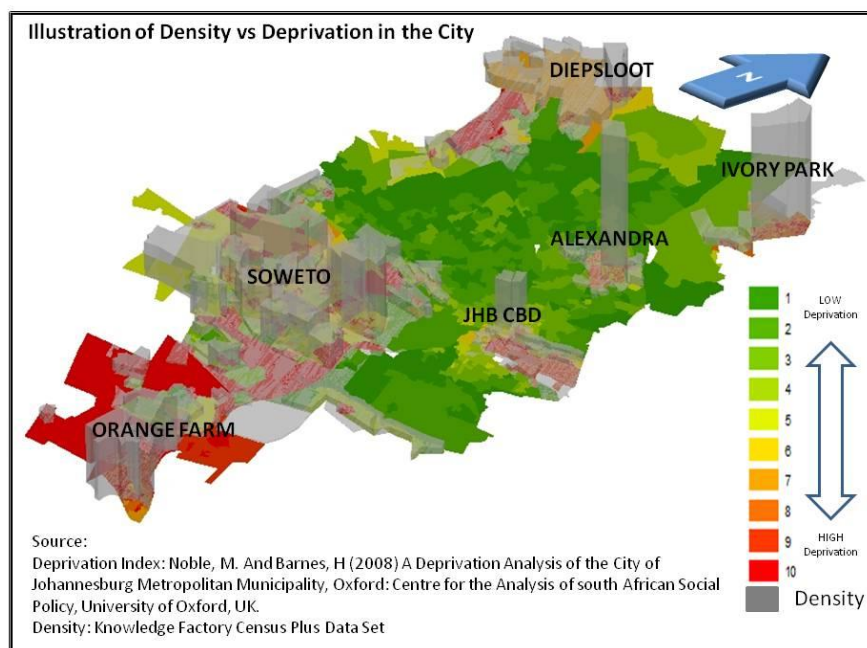 Illustration of Density vs Deprivation in the City
DIEPSLOOT
N
IVORY PARK
ALEXANDRA
SOWETO
JHB CBD
ORANGE FARM
1 LOW
Deprivation
2
3
4
5
6
7
8
9 HIGH
Deprivation
10
Density
Source:
Deprivation Index: Noble, M. And Barnes, H (2008) A Deprivation Analysis of the City of
Johannesburg Metropolitan Municipality, Oxford: Centre for the Analysis of south African Social
Policy, University of Oxford, UK.
Density: Knowledge Factory Census Plus Data Set